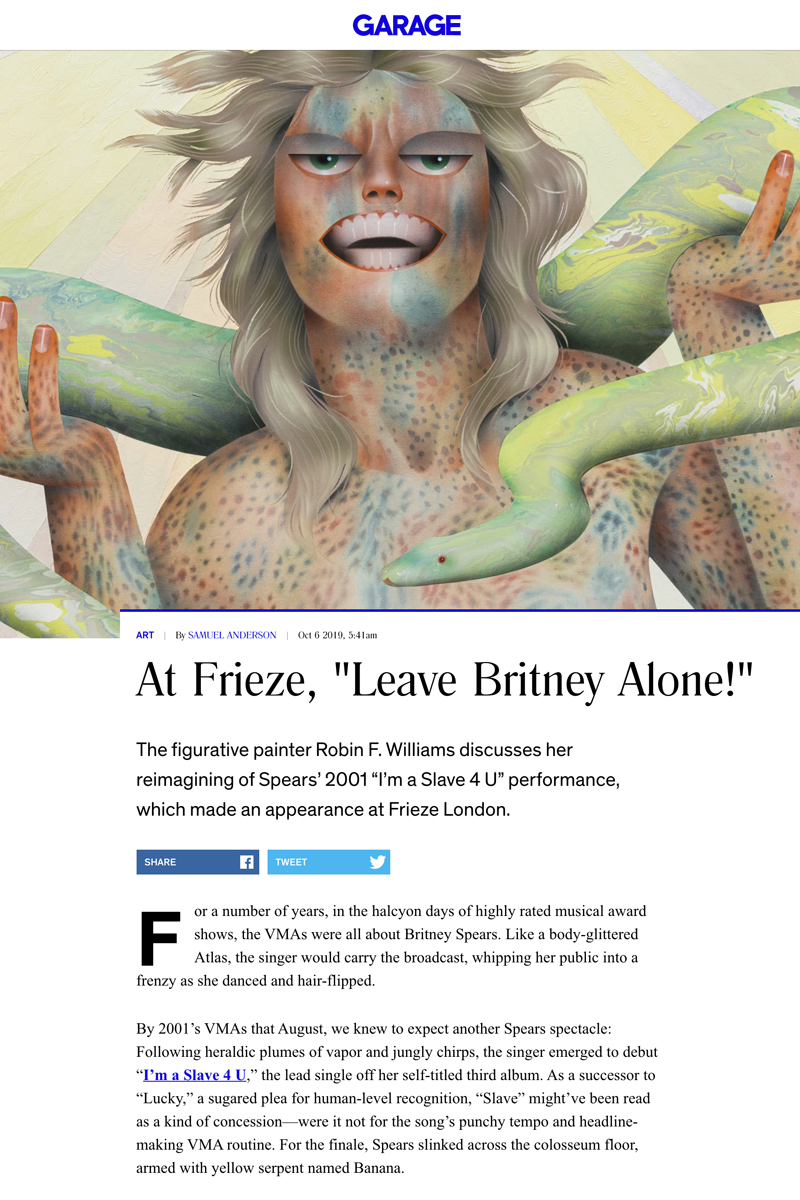 GARAGE
ART | By SAMUEL ANDERSON | Oct 6 2019, 5:41am
At Frieze, "Leave Britney Alone!"
The figurative painter Robin F. Williams discusses her
reimagining of Spears’ 2001 “I’m a Slave 4 U” performance,
which made an appearance at Frieze London.
SHARE
TWEET
For a number of years, in the halcyon days of highly rated musical award
shows, the VMAs were all about Britney Spears. Like a body-glittered
Atlas, the singer would carry the broadcast, whipping her public into a
frenzy as she danced and hair-flipped.
By 2001’s VMAs that August, we knew to expect another Spears spectacle:
Following heraldic plumes of vapor and jungly chirps, the singer emerged to debut
“I’m a Slave 4 U,” the lead single off her self-titled third album. As a successor to
“Lucky,” a sugared plea for human-level recognition, “Slave” might’ve been read
as a kind of concession—were it not for the song’s punchy tempo and headline-
making VMA routine. For the finale, Spears slinked across the colosseum floor,
armed with yellow serpent named Banana.